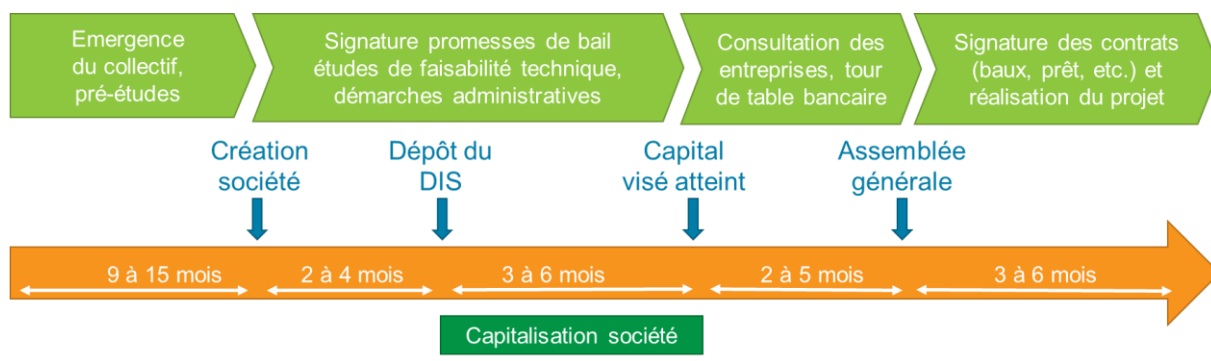 Emergence
du collectif,
pré-études
Signature promesses de bail
études de faisabilité technique,
démarches administratives
Consultation des
entreprises, tour
de table bancaire
Signature des contrats
(baux, prêt, etc.) et
réalisation du projet
Création
société
Dépôt du
DIS
Capital
visé atteint
Assemblée
générale
9 à 15 mois
2 à 4 mois
3 à 6 mois
2 à 5 mois
3 à 6 mois
Capitalisation société